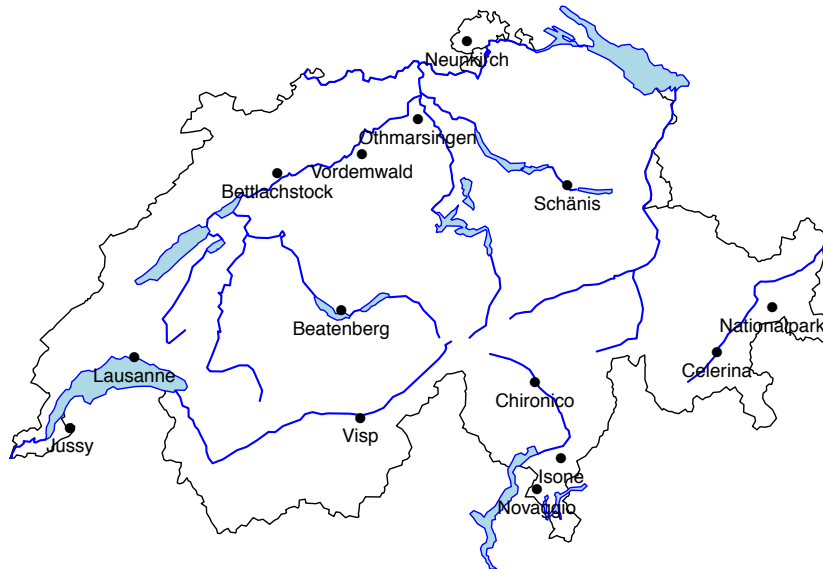 Neunkirch
Othmarsingen
Vordemwald
Bettlachstock
Schänis
Beatenberg
Nationalpark
Lausanne
Celerina
Chironico
Visp
Jussy
Isone
Novaggio